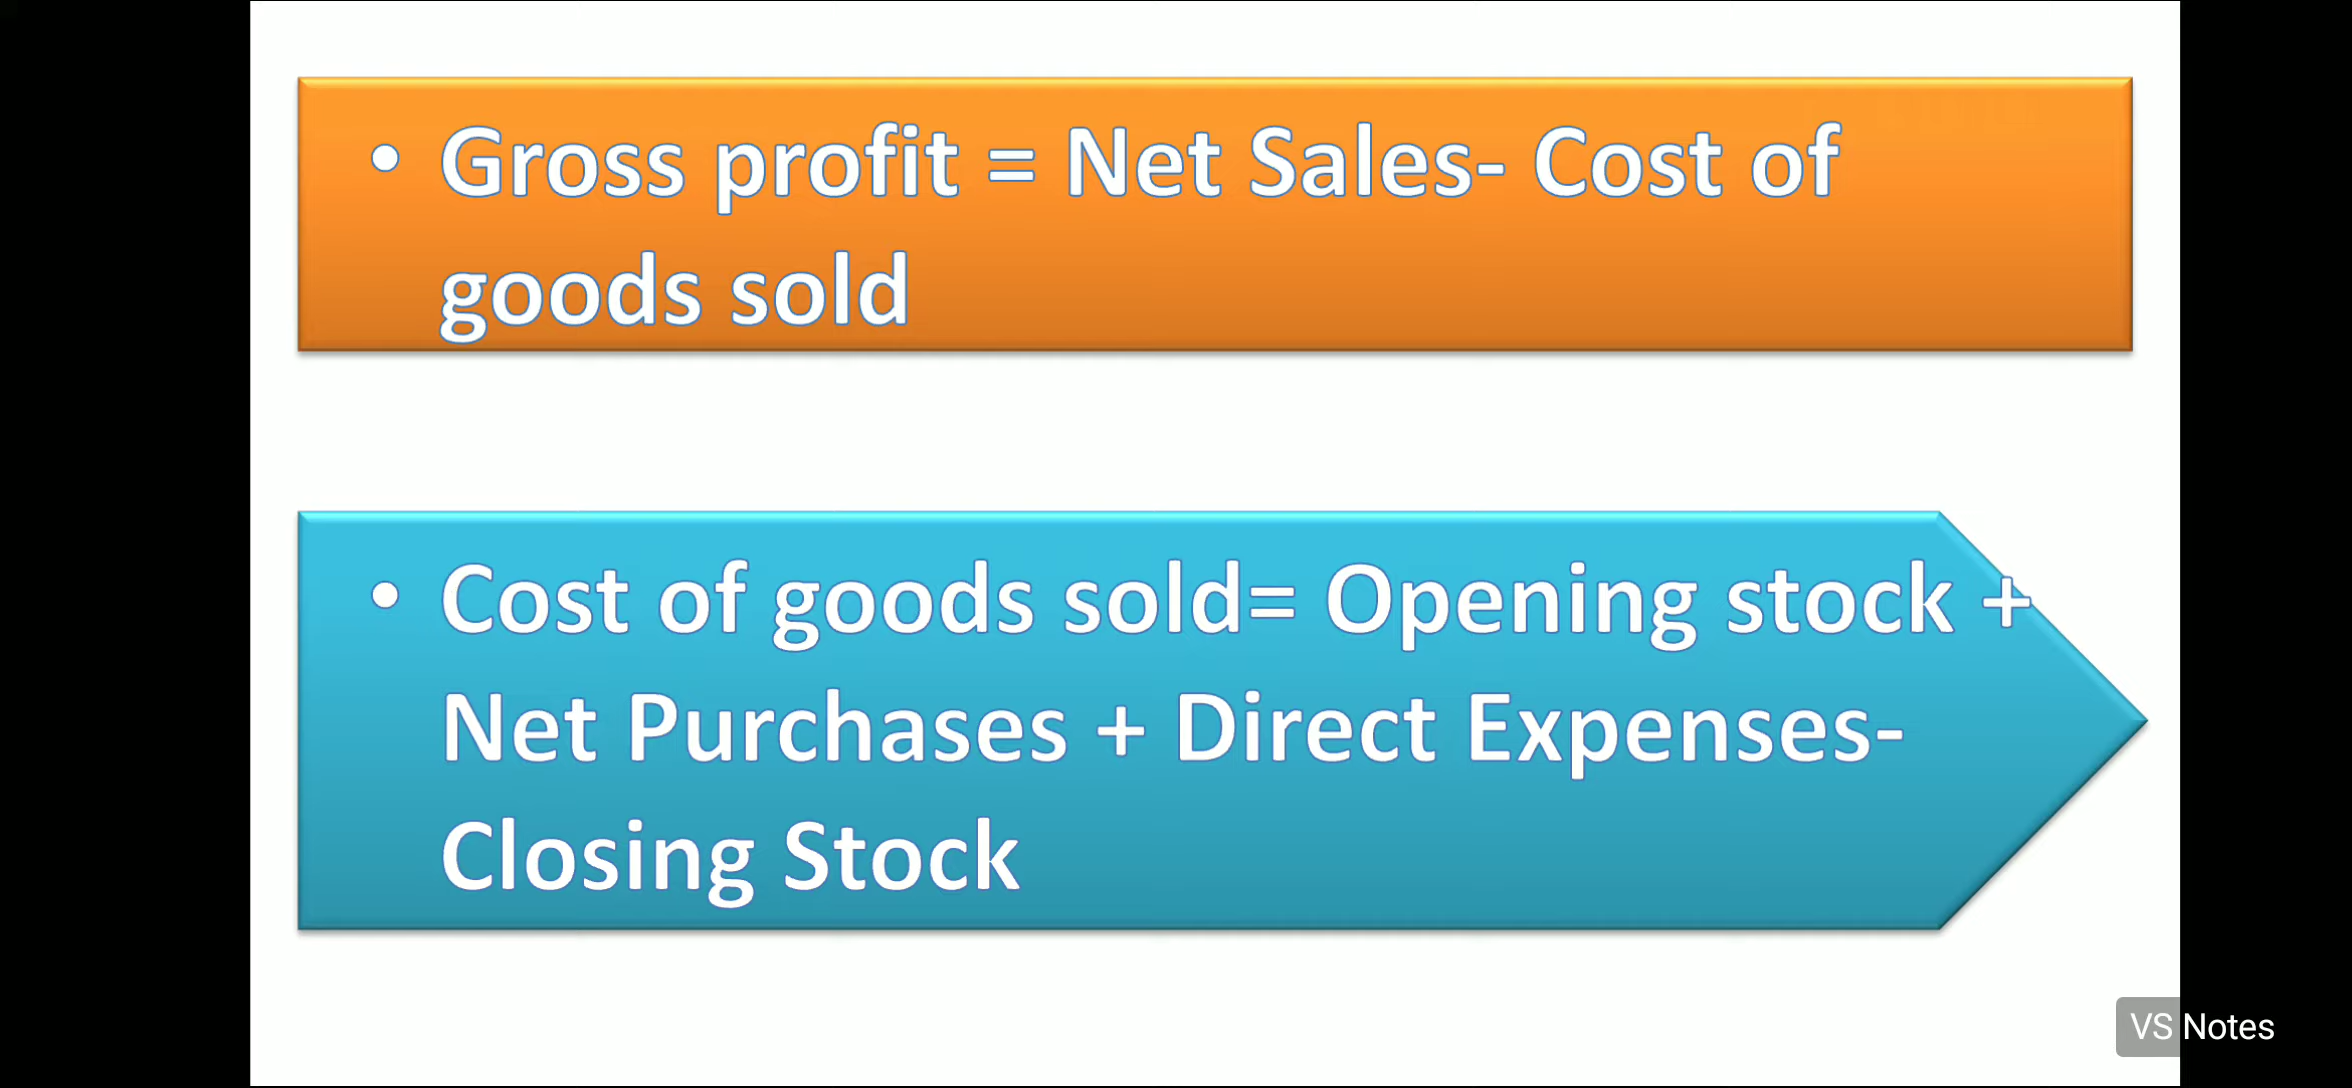 • Gross profit = Net Sales- Cost of
goods sold
• Cost of goods sold= Opening stock +
Net Purchases + Direct Expenses-
Closing Stock
VS Notes